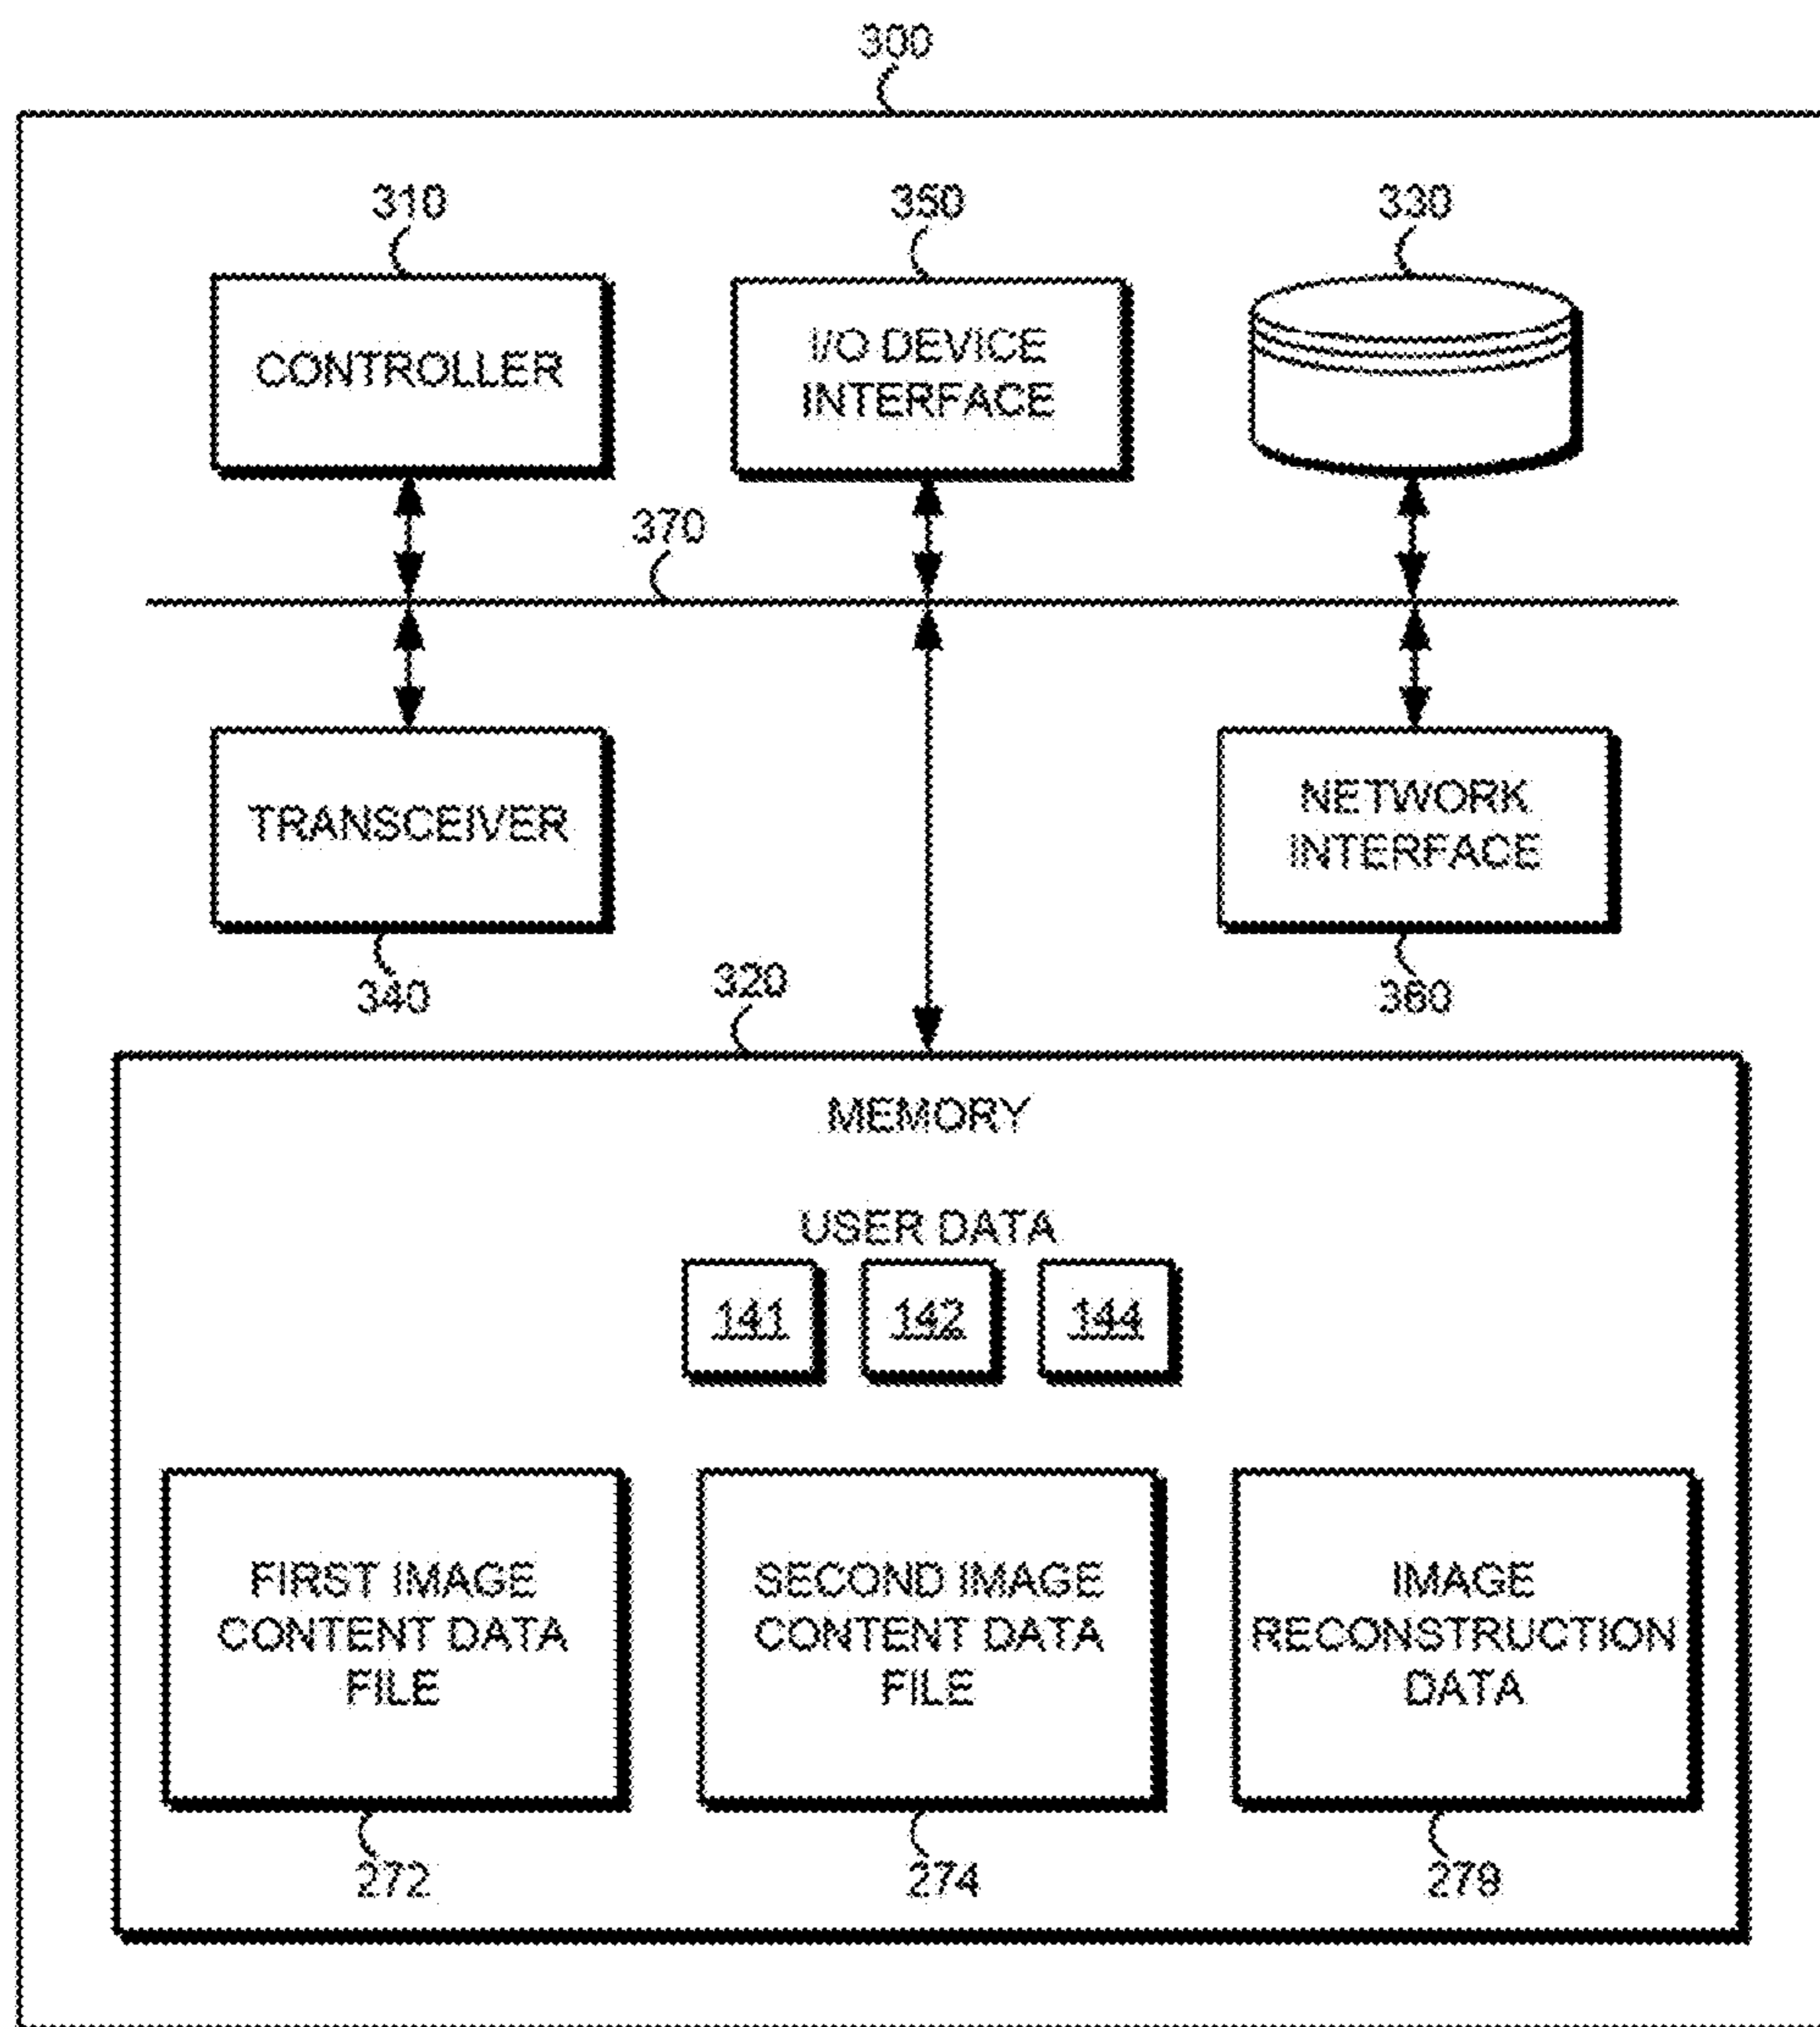 300
310
350
330
CONTROLLER
I/O DEVICE
INTERFACE
370
TRANSCEIVER
NETWORK
INTERFACE
340
320
360
MEMORY
USER DATA
141
142
144
FIRST IMAGE
CONTENT DATA
FILE
SECOND IMAGE
CONTENT DATA
FILE
IMAGE
RECONSTRUCTION
DATA
272
274
278